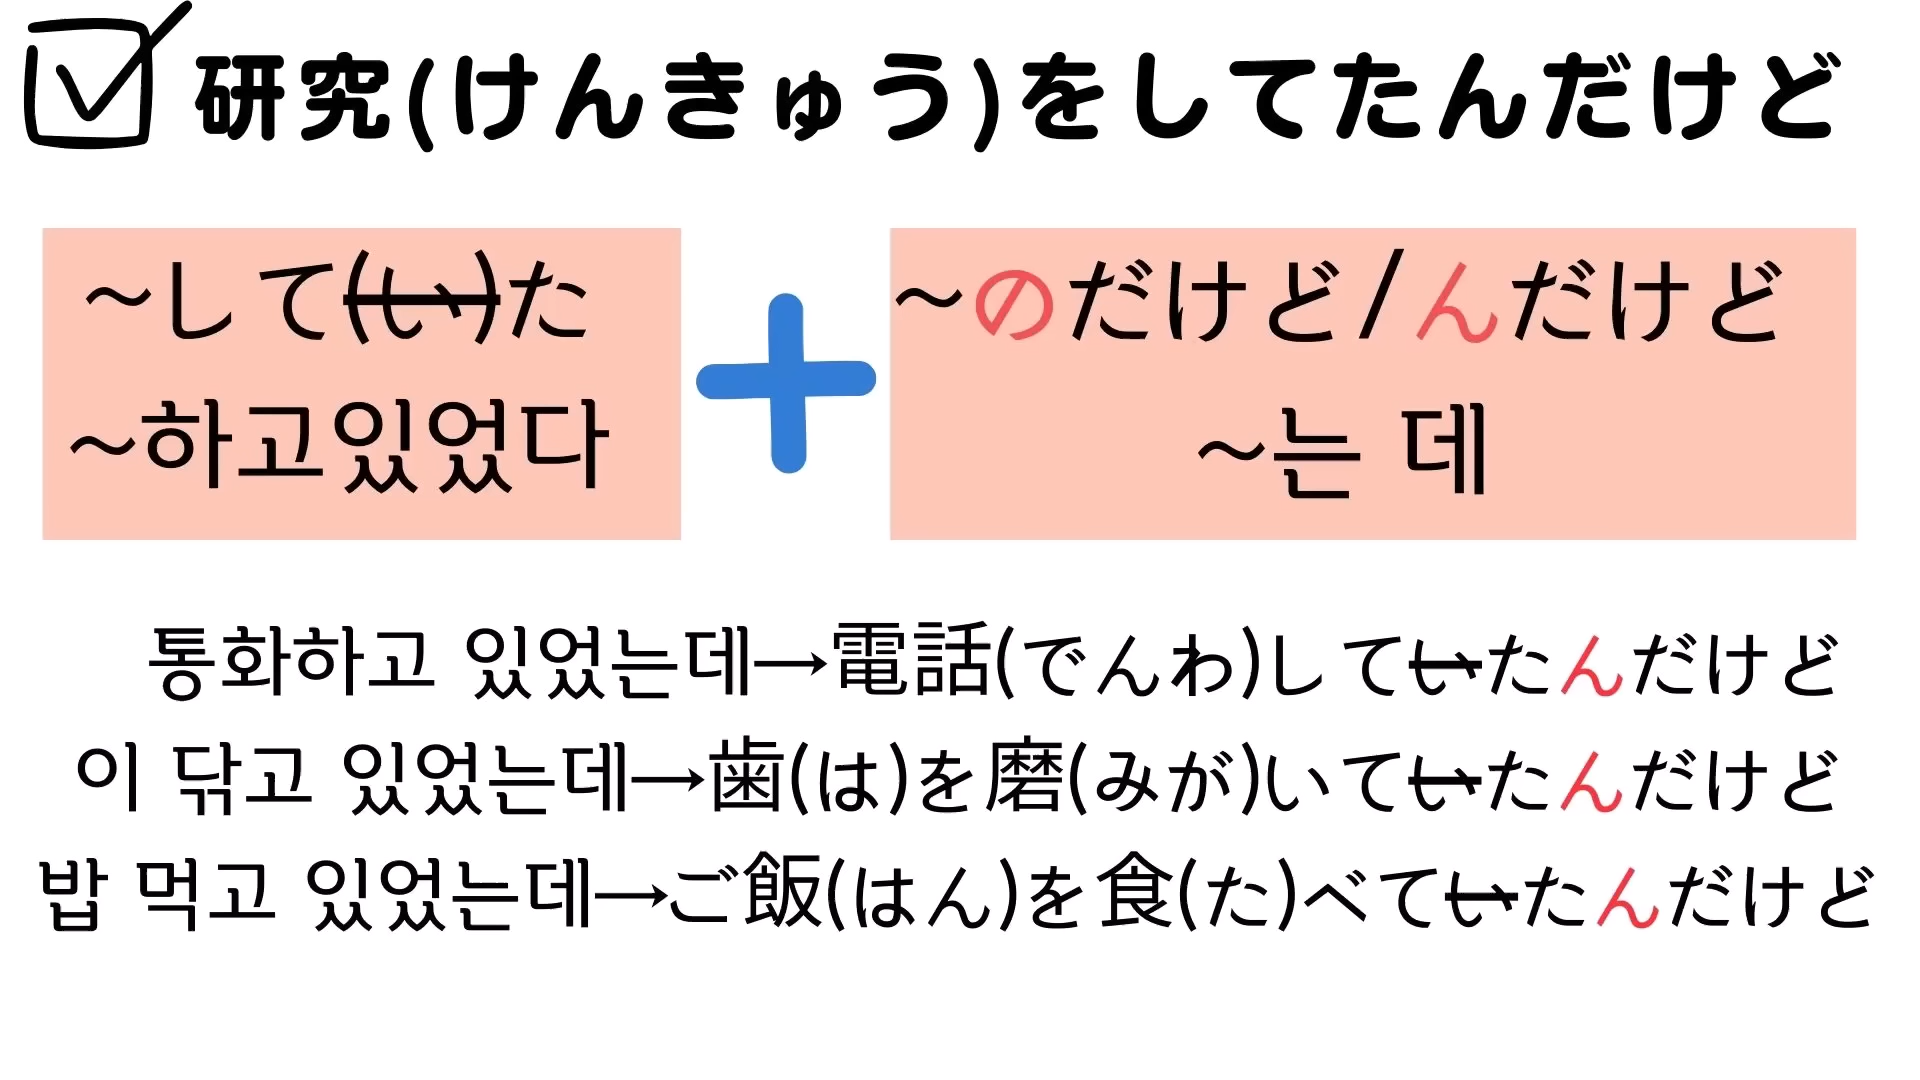 研究(けんきゅう)をしてたんだけど
~して(い)た
~하고있었다
~のだけど/んだけど
~는 데
통화하고 있었는데→電話(でんわ)していたんだけど
이 닦고 있었는데→歯(は)を磨(みが)いていたんだけど
밥 먹고 있었는데→ご飯(はん)を食(た)べていたんだけど